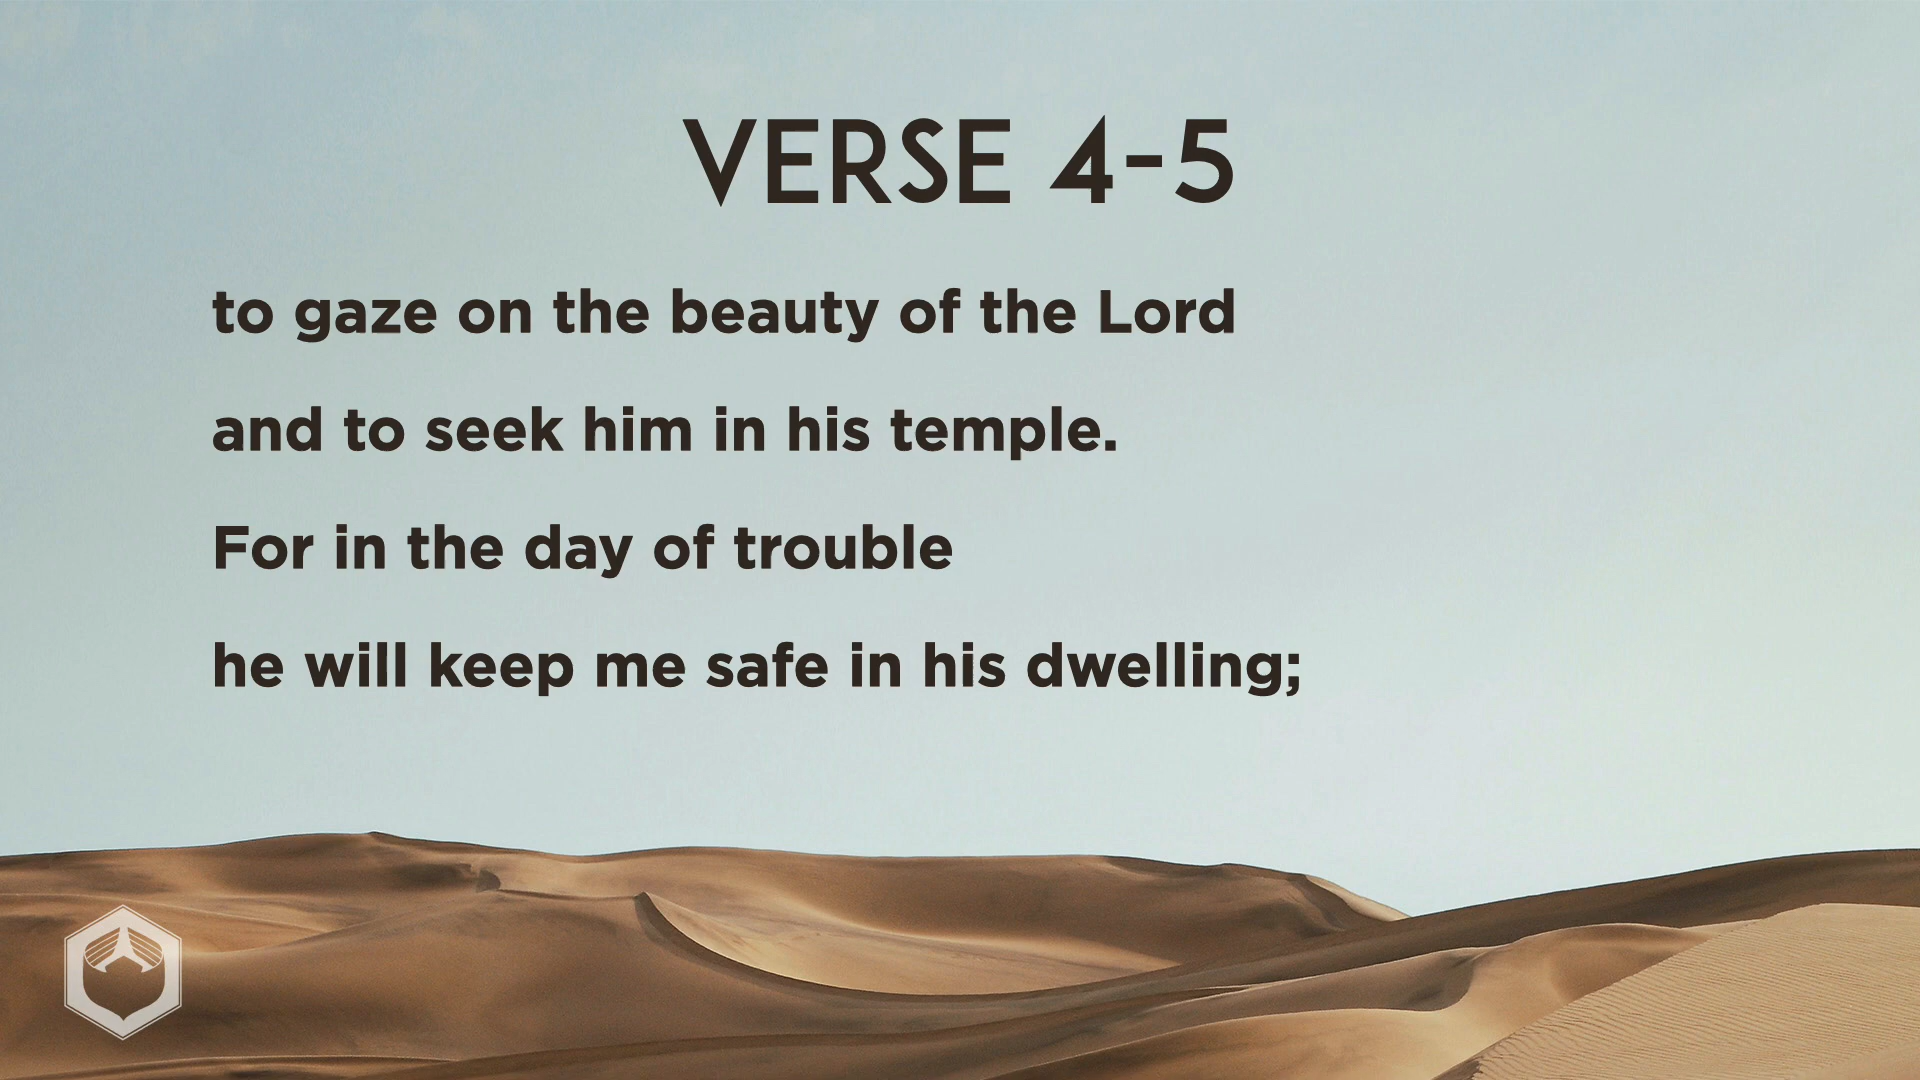 VERSE 4-5
to gaze on the beauty of the Lord
and to seek him in his temple.
For in the day of trouble
he will keep me safe in his dwelling;